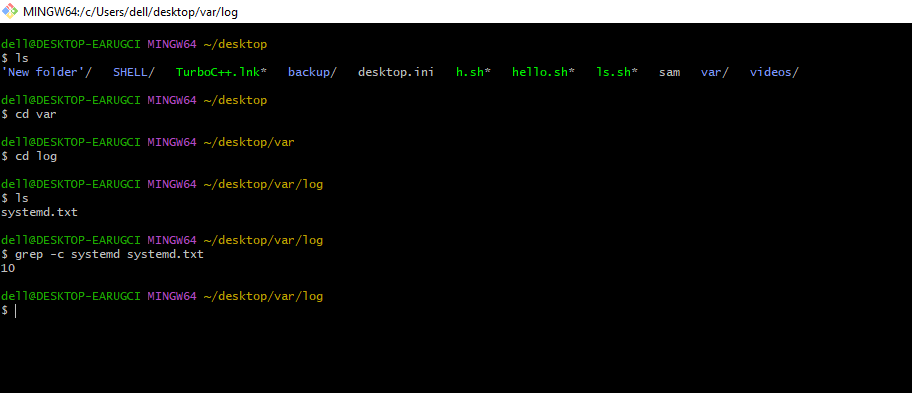 MINGW64:/c/Users/dell/desktop/var/log
dell@DESKTOP-EARUGCI MINGW64 ~/desktop
$ ls
'New folder'/   SHELL/   TurboC++.lnk*   backup/   desktop.ini   h.sh*   hello.sh*   ls.sh*   sam   var/   videos/
dell@DESKTOP-EARUGCI MINGW64 ~/desktop
$ cd var
dell@DESKTOP-EARUGCI MINGW64 ~/desktop/var
$ cd log
dell@DESKTOP-EARUGCI MINGW64 ~/desktop/var/log
$ ls
systemd.txt
dell@DESKTOP-EARUGCI MINGW64 ~/desktop/var/log
$ grep -c systemd systemd.txt
10
dell@DESKTOP-EARUGCI MINGW64 ~/desktop/var/log
$